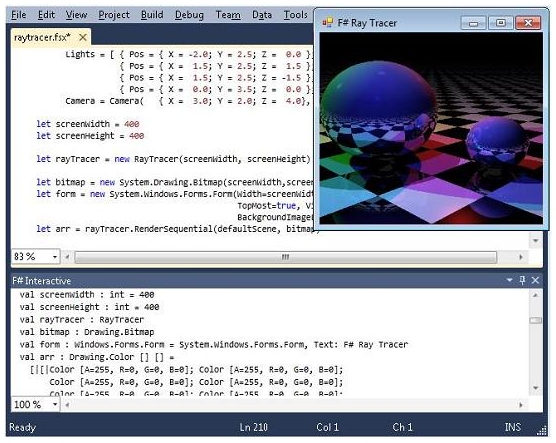 File Edit View Project Build Debug Team Data Tools
F# Ray Tracer
raytracer.fsx*
Lights = [ { Pos = { X = -2.0; Y = 2.5; Z = 0.0 };
{ Pos = { X = 1.5; Y = 2.5; Z = 1.5 }
{ Pos = { X = 1.5; Y = 2.5; Z = -1.5 }
{ Pos = { X = 0.0; Y = 3.5; Z = 0.0 }
Camera = Camera( { X = 3.0; Y = 2.0; Z = 4.0},
let screenWidth = 400
let screenHeight = 400
let rayTracer = new RayTracer(screenWidth, screenHeight)
let bitmap = new System.Drawing.Bitmap(screenWidth,screen
let form = new System.Windows.Forms.Form(Width=screenWid
TopMost=true, Vi
BackgroundImage
let arr = rayTracer.RenderSequential(defaultScene, bitmap)
83 %
F# Interactive
val screenWidth : int = 400
val screenHeight : int = 400
val rayTracer : RayTracer
val bitmap : Drawing.Bitmap
val form : Windows.Forms.Form = System.Windows.Forms.Form, Text: F# Ray Tracer
val arr : Drawing.Color [] [] =
[|[|Color [A=255, R=0, G=0, B=0]; Color [A=255, R=0, G=0, B=0];
Color [A=255, R=0, G=0, B=0]; Color [A=255, R=0, G=0, B=0];
Color [A=255, R=0, G=0, B=0]; Color [A=255, R=0, G=0, B=0];
100 %
Ready Ln 210 Col 1 Ch 1 INS